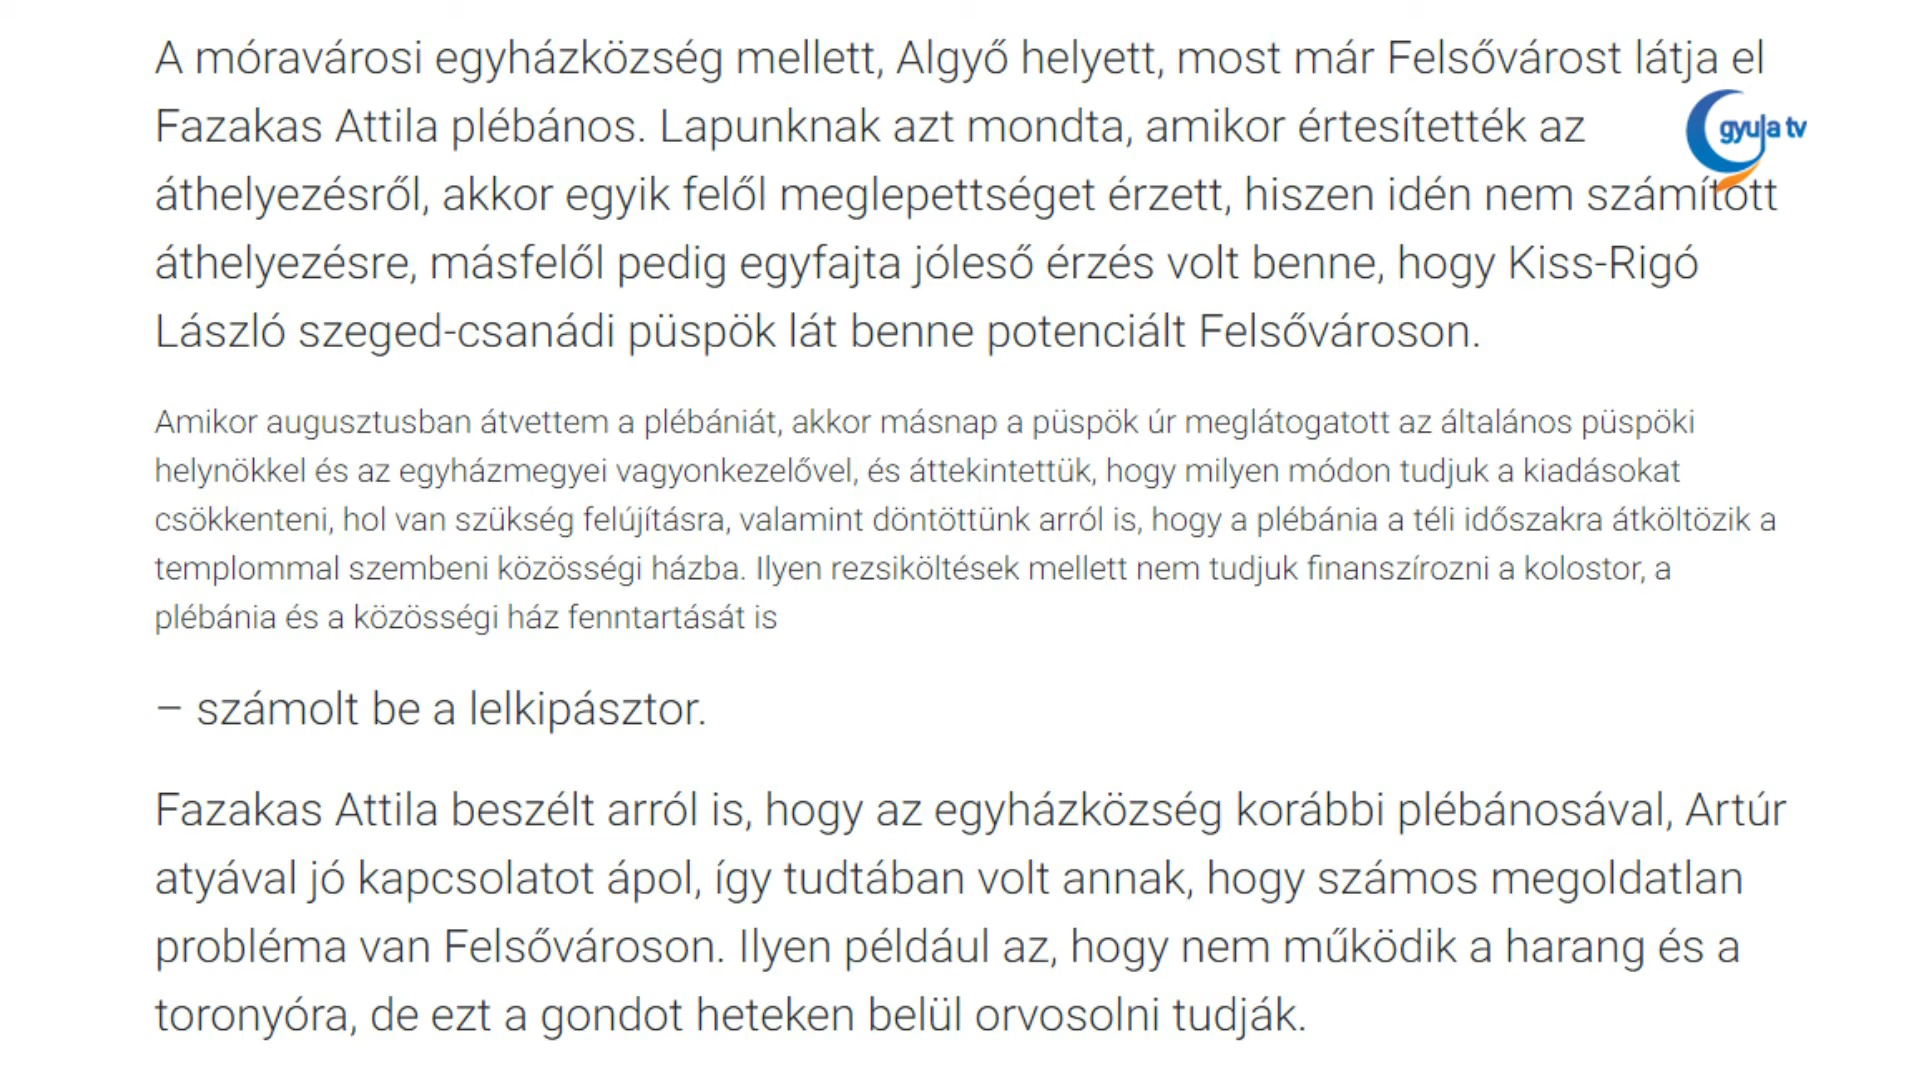 A móravárosi egyházközség mellett, Algyő helyett, most már Felsővárost látja el
Fazakas Attila plébános. Lapunknak azt mondta, amikor értesítették az
gyula tv
áthelyezésről, akkor egyik felől meglepettséget érzett, hiszen idén nem számított
áthelyezésre, másfelől pedig egyfajta jóleső érzés volt benne, hogy Kiss-Rigó
László szeged-csanádi püspök lát benne potenciált Felsővároson.
Amikor augusztusban átvettem a plébániát, akkor másnap a püspök úr meglátogatott az általános püspöki
helynökkel és az egyházmegyei vagyonkezelővel, és áttekintettük, hogy milyen módon tudjuk a kiadásokat
csökkenteni, hol van szükség felújításra, valamint döntöttünk arról is, hogy a plébánia a téli időszakra átköltözik a
templommal szembeni közösségi házba. Ilyen rezsiköltések mellett nem tudjuk finanszírozni a kolostor, a
plébánia és a közösségi ház fenntartását is
– számolt be a lelkipásztor.
Fazakas Attila beszélt arról is, hogy az egyházközség korábbi plébánosával, Artúr
atyával jó kapcsolatot ápol, így tudtában volt annak, hogy számos megoldatlan
probléma van Felsővároson. Ilyen például az, hogy nem működik a harang és a
toronyóra, de ezt a gondot heteken belül orvosolni tudják.